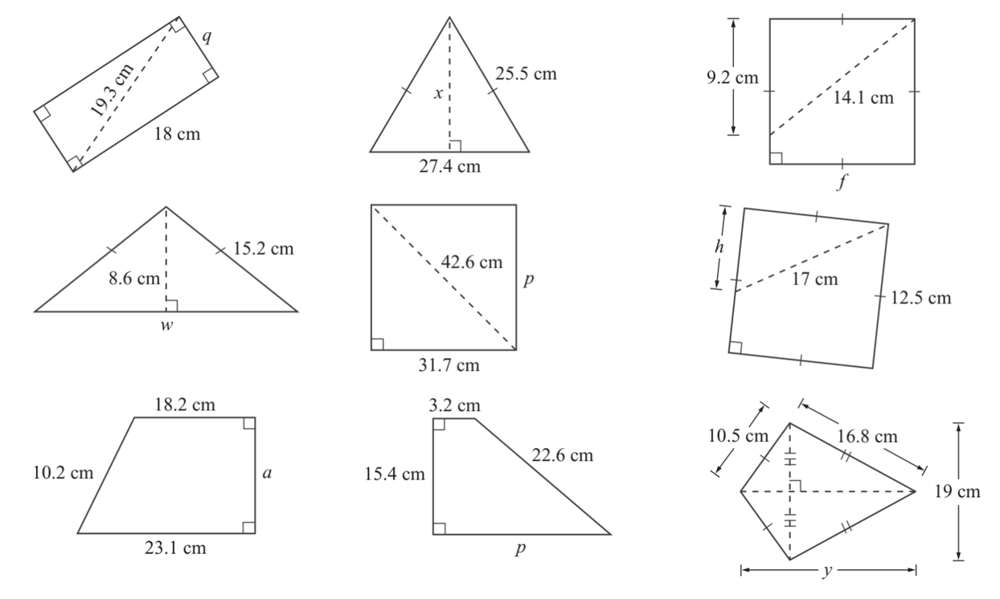 19.3 cm
q
18 cm
x
25.5 cm
27.4 cm
9.2 cm
14.1 cm
f
8.6 cm
15.2 cm
w
42.6 cm
p
31.7 cm
h
17 cm
12.5 cm
18.2 cm
10.2 cm
a
23.1 cm
3.2 cm
15.4 cm
22.6 cm
p
10.5 cm
16.8 cm
19 cm
y